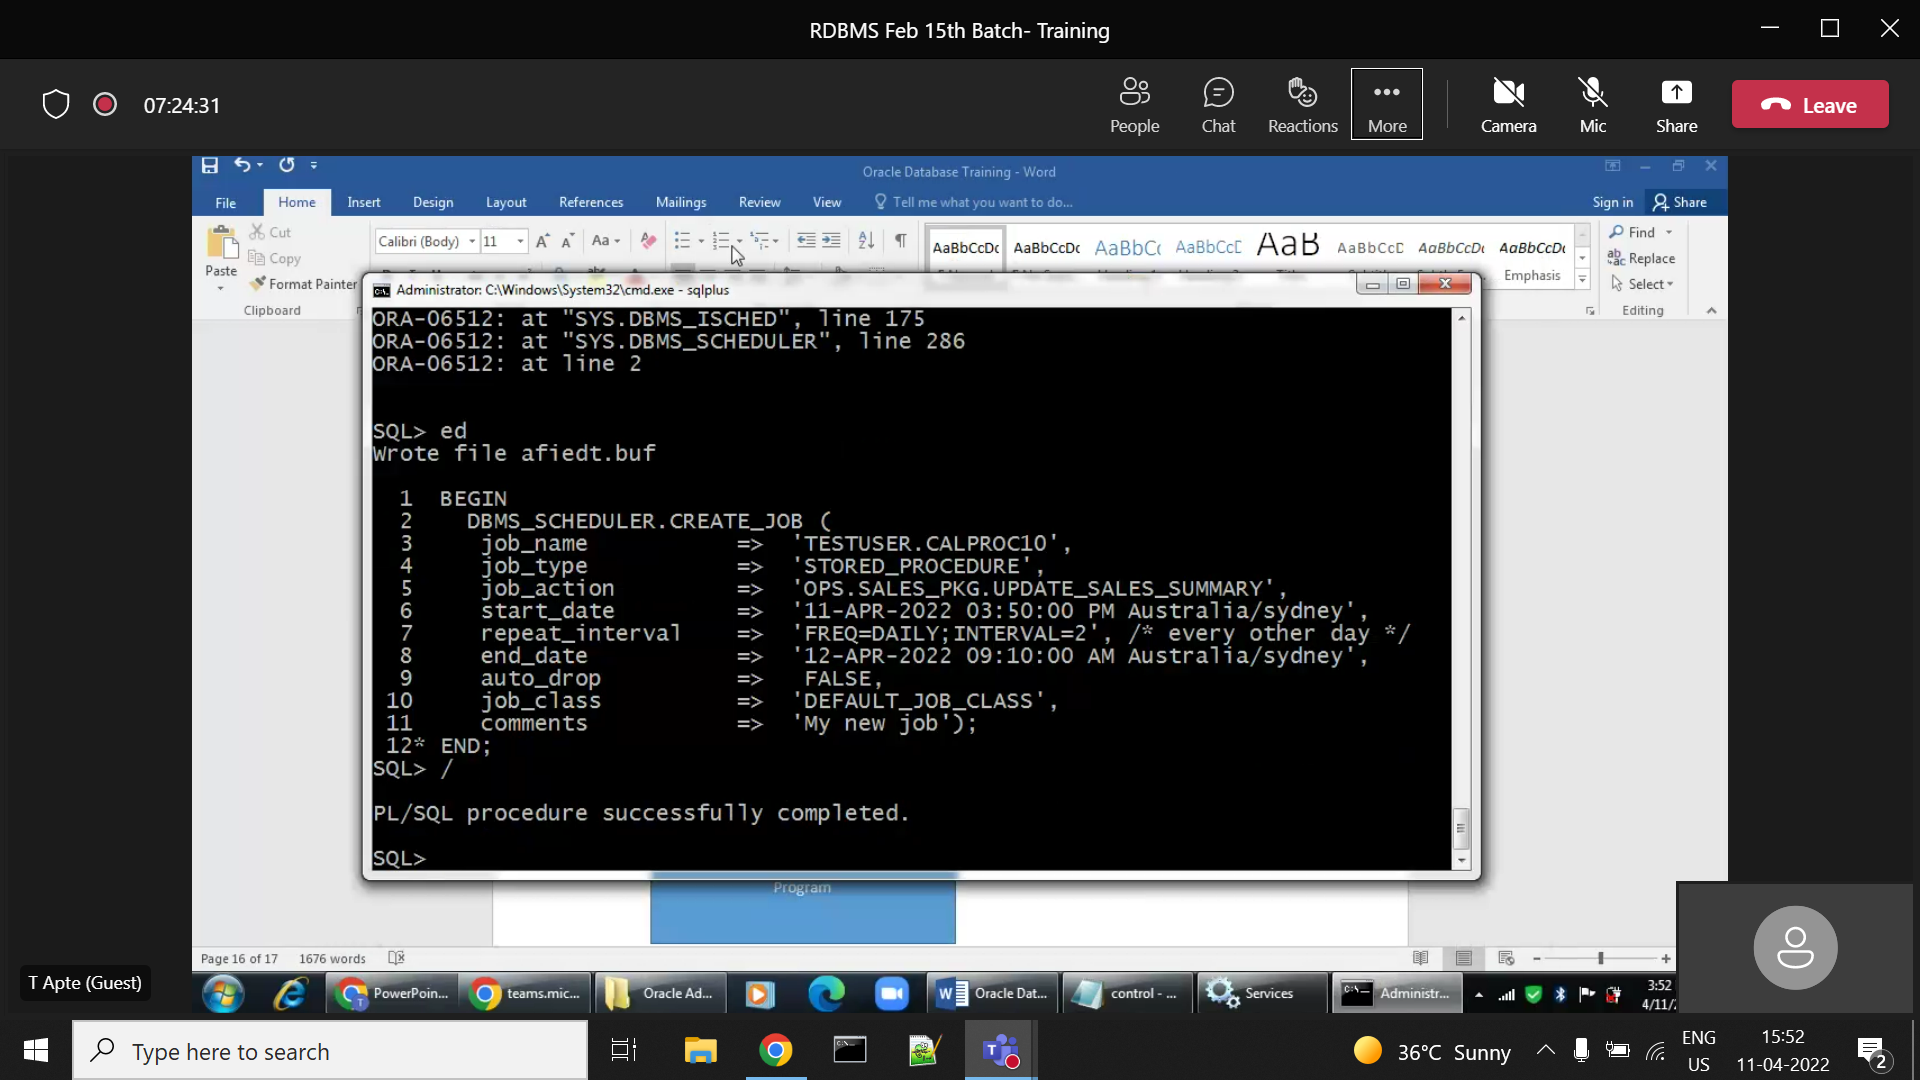 RDBMS Feb 15th Batch- Training
07:24:31
People
Chat
Reactions
More
Camera
Mic
Share
Leave
Oracle Database Training - Word
File
Home
Insert
Design
Layout
References
Mailings
Review
View
Tell me what you want to do...
Sign in
Share
Paste
Cut
Copy
Format Painter
Clipboard
Calibri (Body)
11
AaBbCcDc
AaBbCcDc
AaBbCc
AaBbCcE
AaB
AaBbCcD
AaBbCcDc
AaBbCcDc
Emphasis
Find
Replace
Select
Editing
Administrator: C:\Windows\System32\cmd.exe - sqlplus
ORA-06512: at "SYS.DBMS_ISCHED", line 175
ORA-06512: at "SYS.DBMS_SCHEDULER", line 286
ORA-06512: at line 2
SQL> ed
Wrote file afiedt.buf
1 BEGIN
2 DBMS_SCHEDULER.CREATE_JOB (
3 job_name => 'TESTUSER.CALPROC10',
4 job_type => 'STORED_PROCEDURE',
5 job_action => 'OPS.SALES_PKG.UPDATE_SALES_SUMMARY',
6 start_date => '11-APR-2022 03:50:00 PM Australia/sydney',
7 repeat_interval => 'FREQ=DAILY;INTERVAL=2', /* every other day */
8 end_date => '12-APR-2022 09:10:00 AM Australia/sydney',
9 auto_drop => FALSE,
10 job_class => 'DEFAULT_JOB_CLASS',
11 comments => 'My new job');
12* END;
SQL> /
PL/SQL procedure successfully completed.
SQL>
Program
Page 16 of 17 1676 words
T Apte (Guest)
PowerPoin...
teams.mic...
Oracle Ad...
Oracle Dat...
control - ...
Services
Administr...
3:52
4/11/
Type here to search
36°C Sunny
ENG
US
15:52
11-04-2022
2